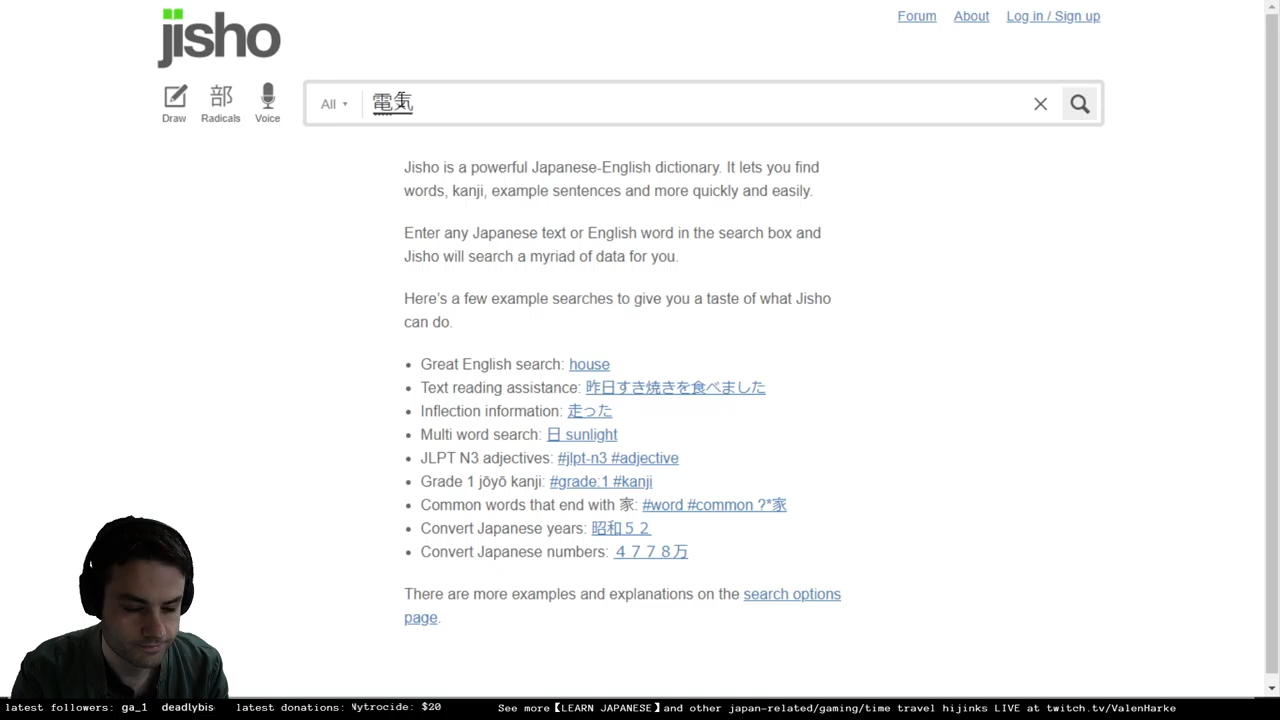 jisho
Forum About Log in / Sign up
Draw
部
Radicals
Voice
All
電気
Jisho is a powerful Japanese-English dictionary. It lets you find
words, kanji, example sentences and more quickly and easily.
Enter any Japanese text or English word in the search box and
Jisho will search a myriad of data for you.
Here's a few example searches to give you a taste of what Jisho
can do.
• Great English search: house
• Text reading assistance: 昨日すき焼きを食べました
• Inflection information: 走った
• Multi word search: 日 sunlight
• JLPT N3 adjectives: #jlpt-n3 #adjective
• Grade 1 jōyō kanji: #grade:1 #kanji
• Common words that end with 家: #word #common ?*家
• Convert Japanese years: 昭和５２
• Convert Japanese numbers: ４７７８万
There are more examples and explanations on the search options
page.
latest followers: ga_1 deadlybis latest donations: Nytrocide: $20 See more【LEARN JAPANESE】and other japan-related/gaming/time travel hijinks LIVE at twitch.tv/ValenHarke